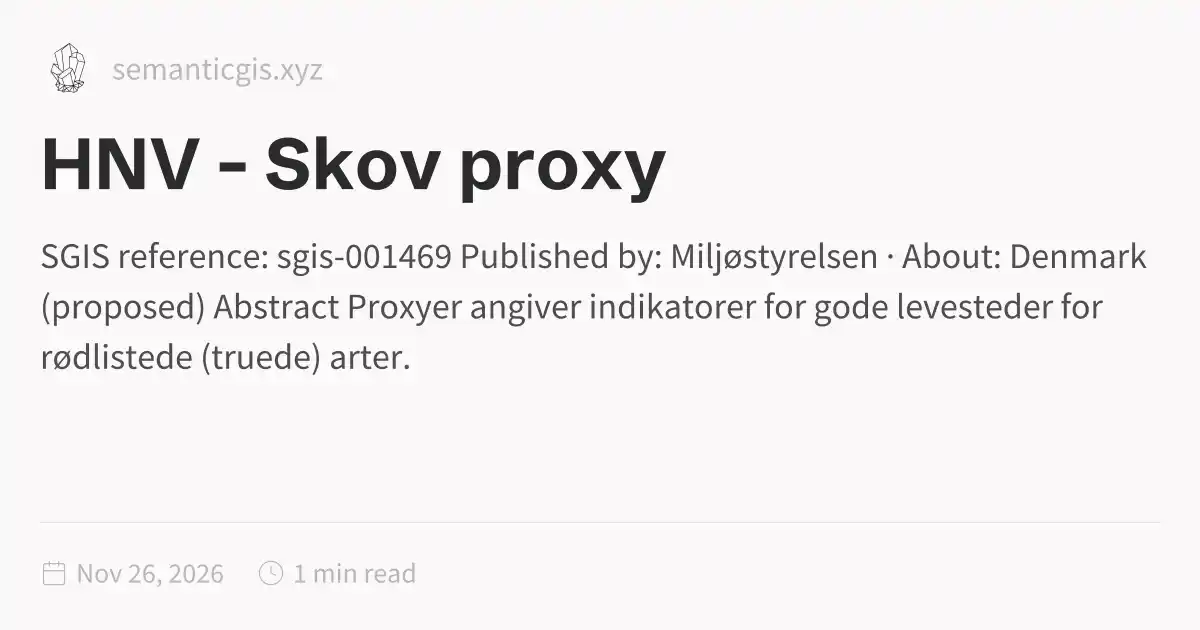 semanticgis.xyz
HNV - Skov proxy
SGIS reference: sgis-001469 Published by: Miljøstyrelsen · About: Denmark
(proposed) Abstract Proxyer angiver indikatorer for gode levesteder for
rødlistede (truede) arter.
Nov 26, 2026
1 min read